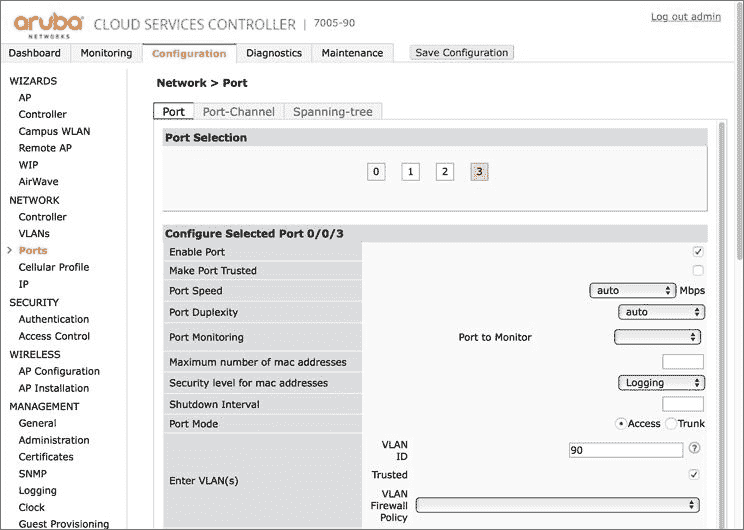 aruba NETWORKS CLOUD SERVICES CONTROLLER | 7005-90 Log out admin
Dashboard Monitoring Configuration Diagnostics Maintenance Save Configuration
WIZARDS
AP
Controller
Campus WLAN
Remote AP
WIP
AirWave
NETWORK
Controller
VLANs
> Ports
Cellular Profile
IP
SECURITY
Authentication
Access Control
WIRELESS
AP Configuration
AP Installation
MANAGEMENT
General
Administration
Certificates
SNMP
Logging
Clock
Guest Provisioning
Network > Port
Port Port-Channel Spanning-tree
Port Selection
0 1 2 3
Configure Selected Port 0/0/3
Enable Port
Make Port Trusted
Port Speed auto Mbps
Port Duplexity auto
Port Monitoring Port to Monitor
Maximum number of mac addresses
Security level for mac addresses Logging
Shutdown Interval
Port Mode Access Trunk
Enter VLAN(s)
VLAN
ID 90 ?
Trusted
VLAN
Firewall
Policy